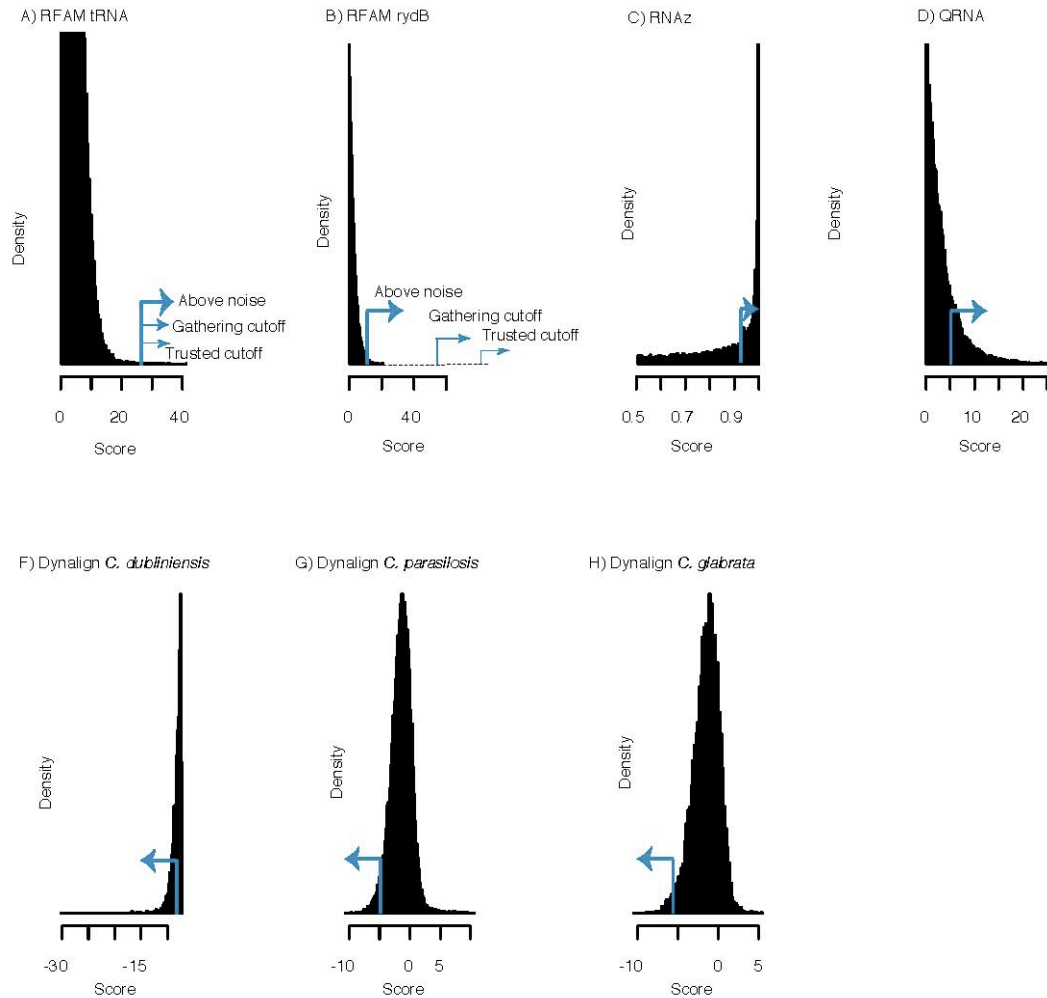 A) RFAM tRNA
B) RFAM rydB
C) RNAz
D) QRNA
Density
Above noise
Gathering cutoff
Trusted cutoff
0 20 40
Score
Density
Above noise
Gathering cutoff
Trusted cutoff
0 40
Score
Density
0.5 0.7 0.9
Score
Density
0 10 20
Score
F) Dynalign C. dubliniensis
G) Dynalign C. parasilosis
H) Dynalign C. glabrata
Density
-30 -15
Score
Density
-10 0 5
Score
Density
-10 0 5
Score